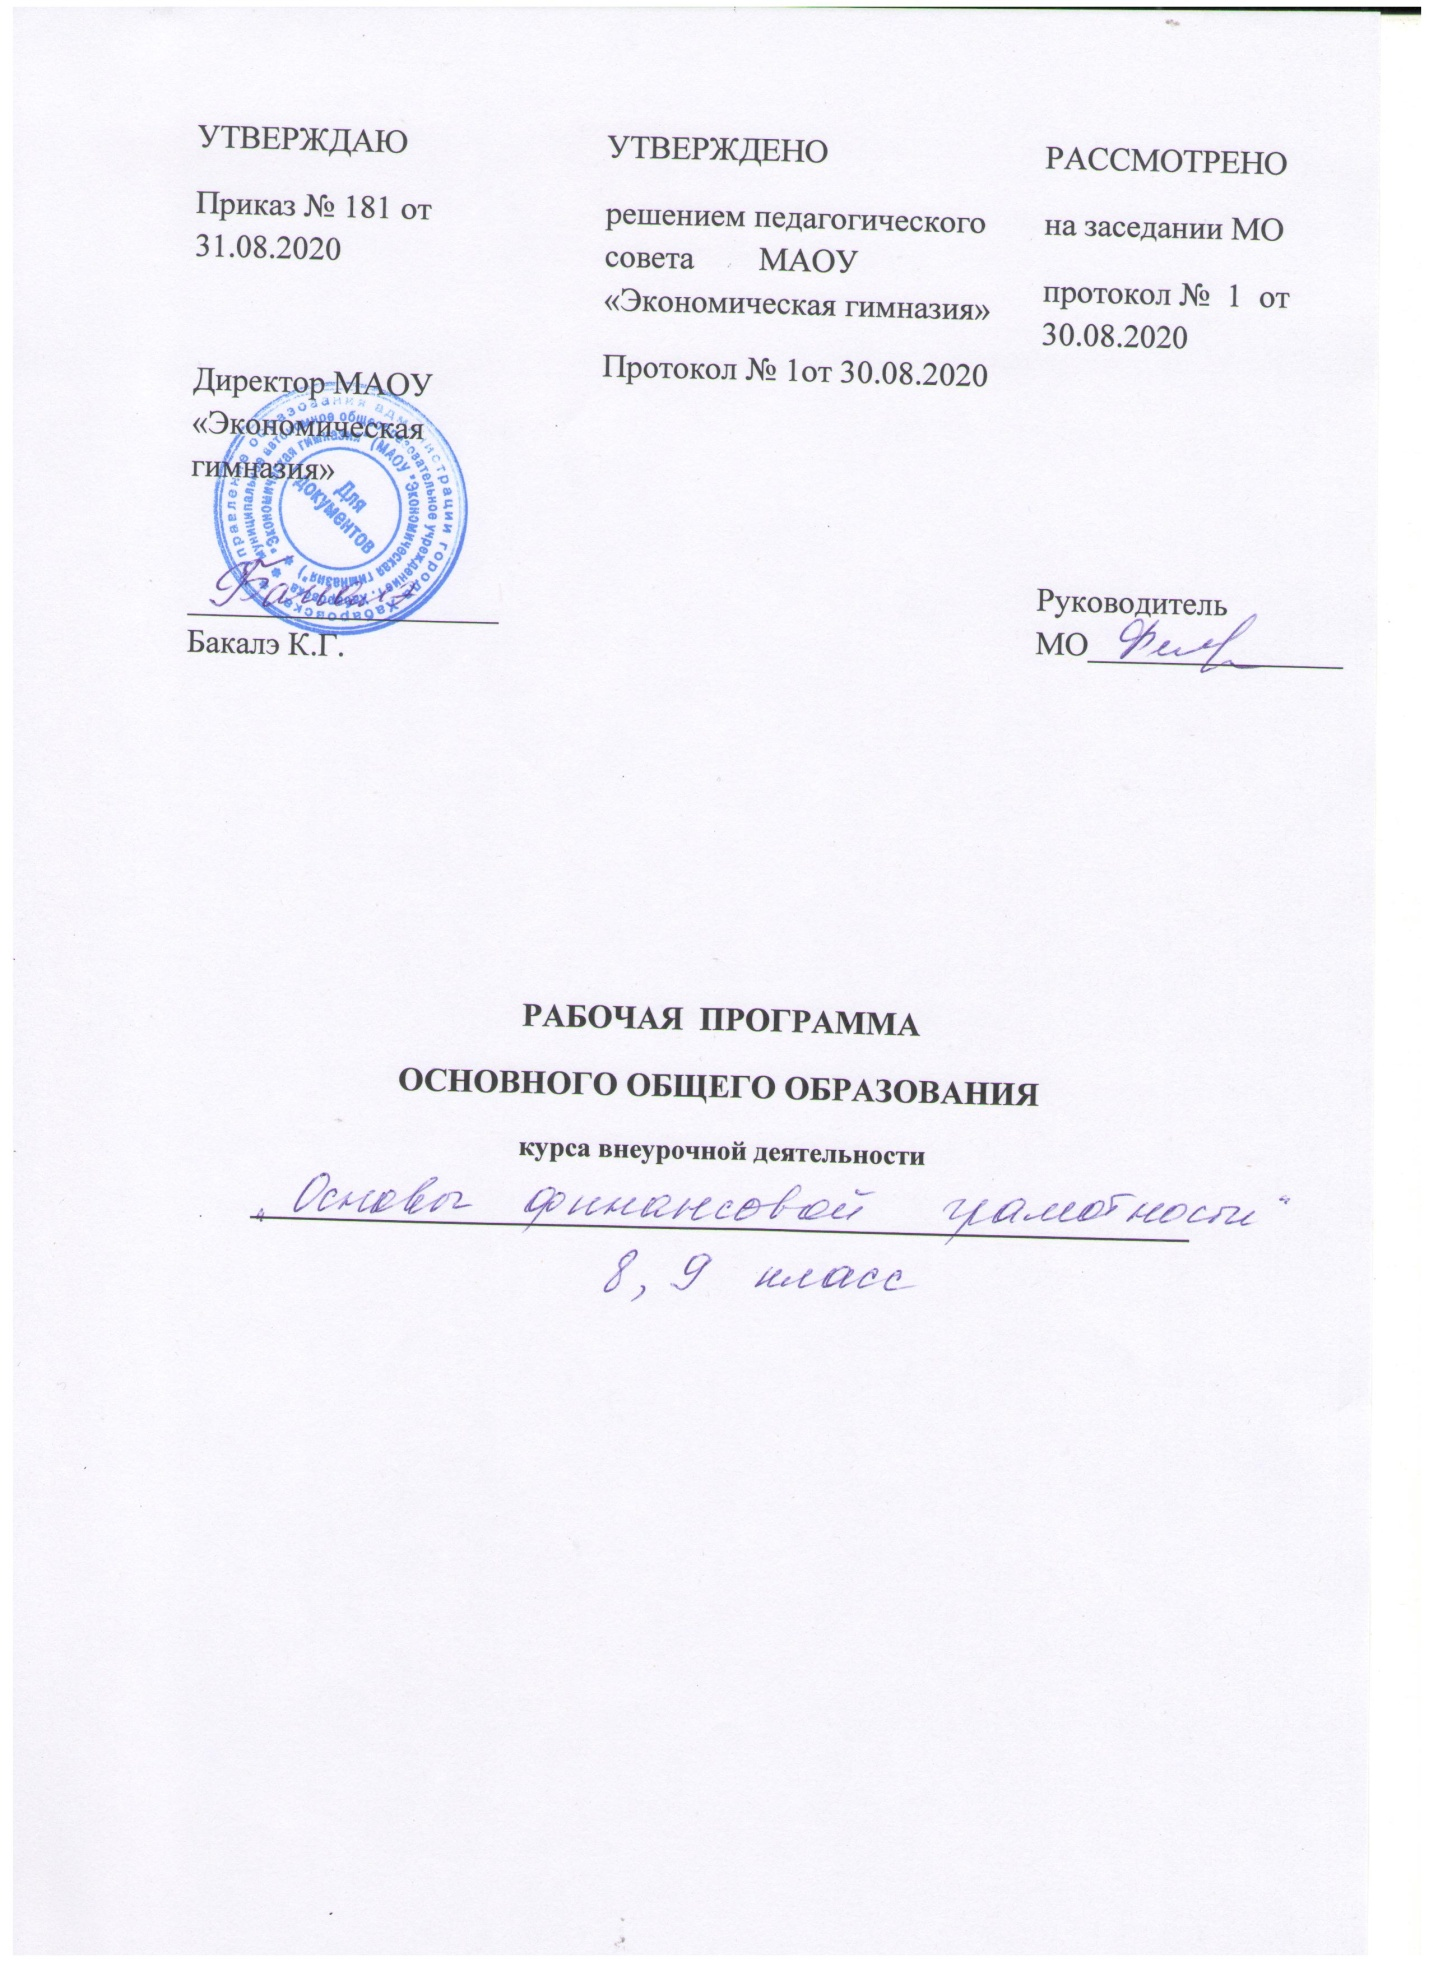 УТВЕРЖДАЮ
Приказ № 181 от
31.08.2020
Директор МАОУ
«Экономическая
гимназия»
Бакалэ К.Г.
УТВЕРЖДЕНО
решением педагогического
совета МАОУ
«Экономическая гимназия»
Протокол № 1от 30.08.2020
РАССМОТРЕНО
на заседании МО
протокол № 1 от
30.08.2020
Руководитель
МО
Для
документов
РАБОЧАЯ ПРОГРАММА
ОСНОВНОГО ОБЩЕГО ОБРАЗОВАНИЯ
курса внеурочной деятельности
„Основы финансовой грамотности“
8, 9 класс